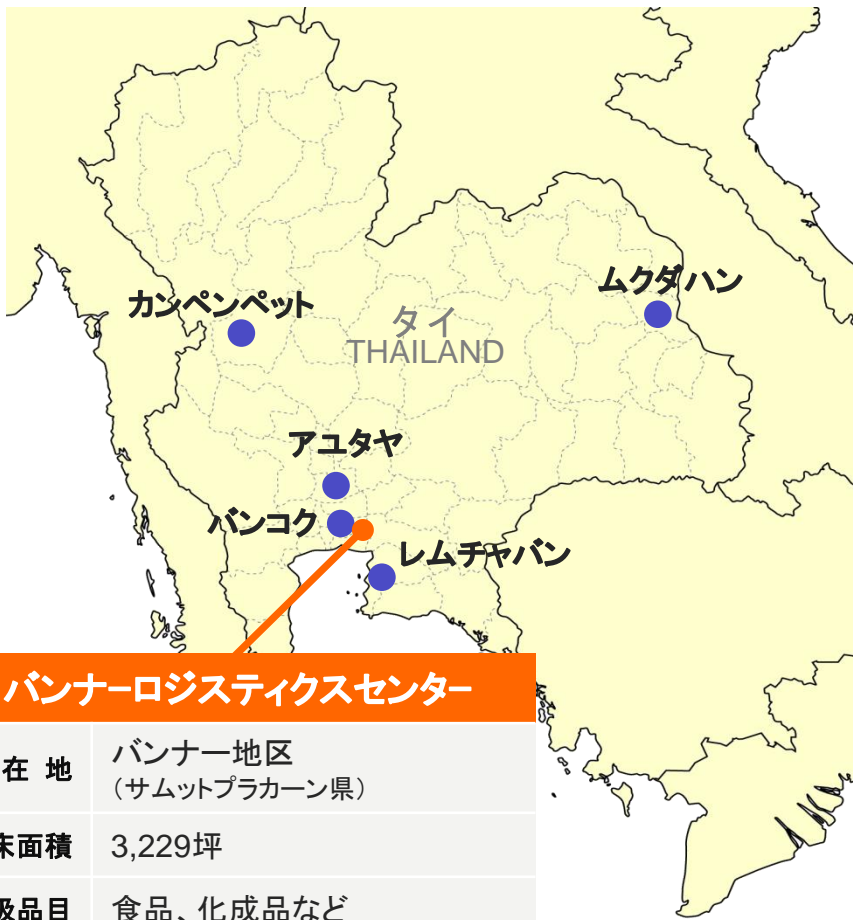 ムクダハン
カンペンペット
タイ
THAILAND
アユタヤ
バンコク
レムチャバン
バンナーロジスティクスセンター
在 地
バンナー地区
（サムットプラカーン県）
床面積
3,229坪
扱品目
食品、化成品など